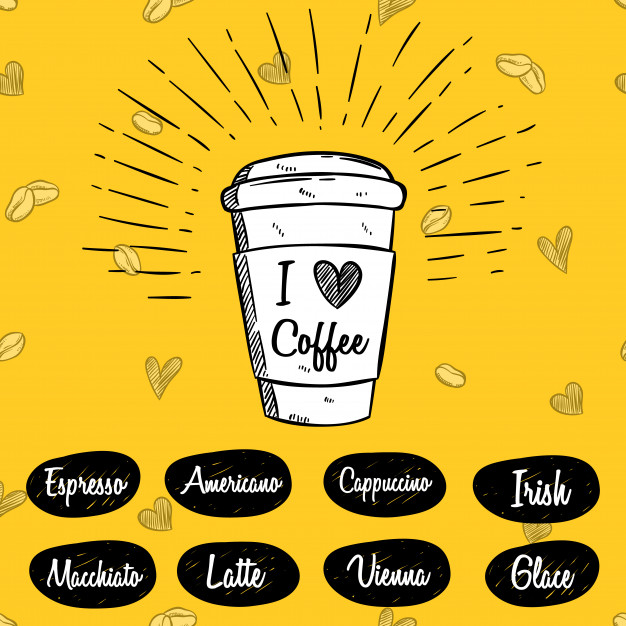 I ♥
Coffee
Espresso
Americano
Cappuccino
Irish
Macchiato
Latte
Vienna
Glace